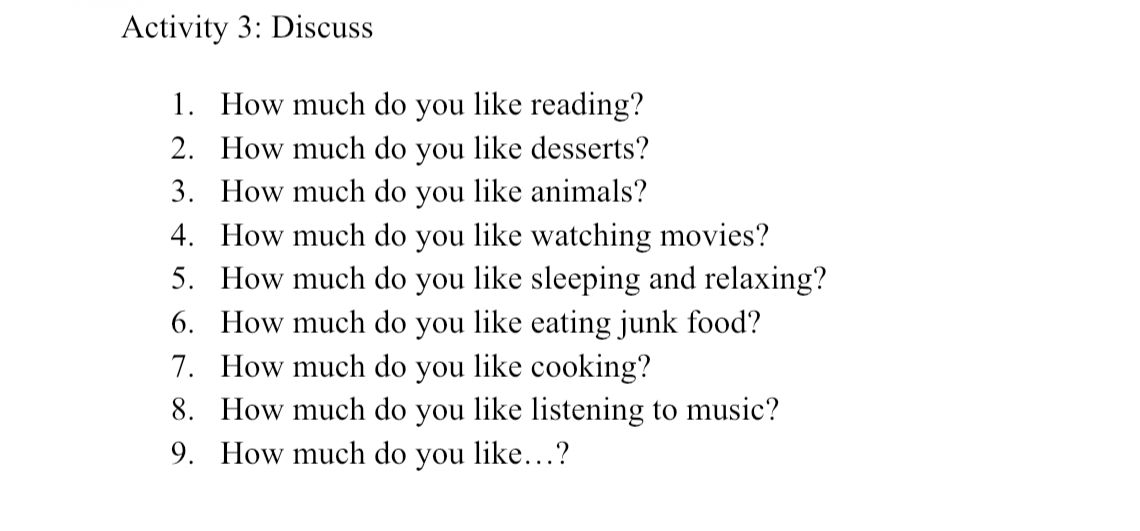 Activity 3: Discuss
1. How much do you like reading?
2. How much do you like desserts?
3. How much do you like animals?
4. How much do you like watching movies?
5. How much do you like sleeping and relaxing?
6. How much do you like eating junk food?
7. How much do you like cooking?
8. How much do you like listening to music?
9. How much do you like…?